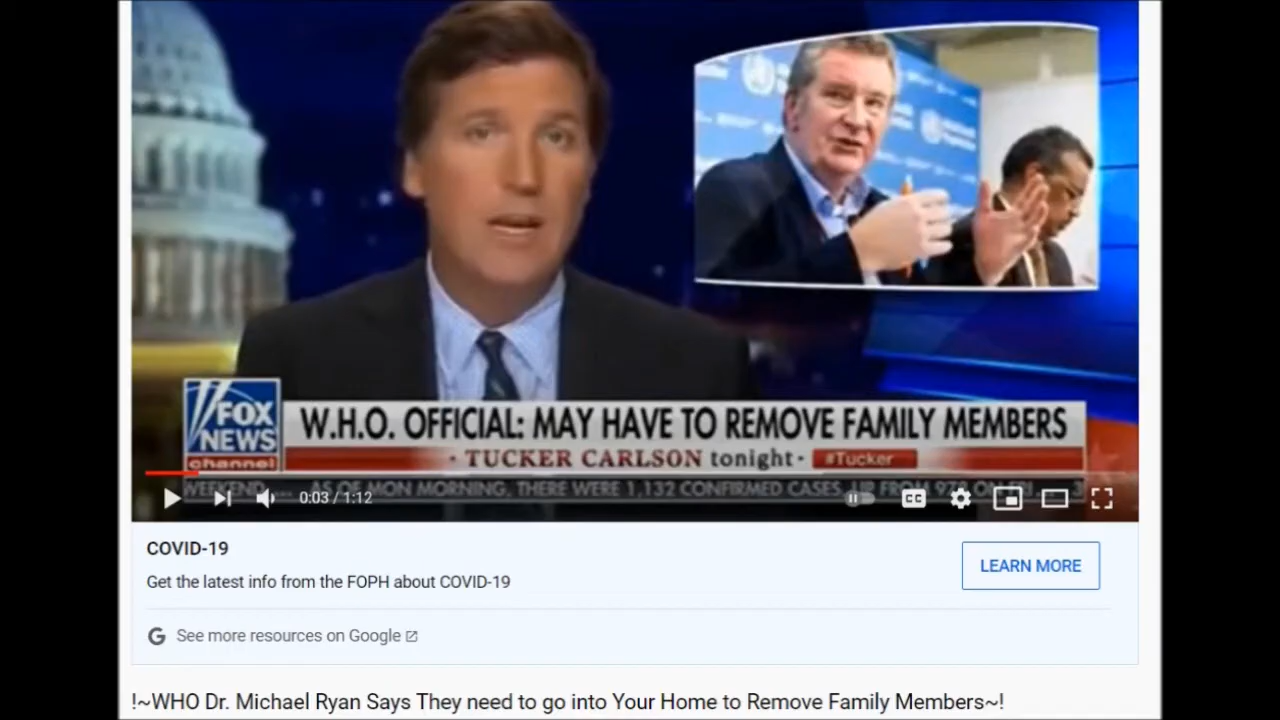 FOX
NEWS
channel
W.H.O. OFFICIAL: MAY HAVE TO REMOVE FAMILY MEMBERS
· TUCKER CARLSON tonight · #Tucker
WEEKEND... AS OF MON MORNING, THERE WERE 1,132 CONFIRMED CASES, UP FROM
0:03 / 1:12
CC
COVID-19
Get the latest info from the FOPH about COVID-19
LEARN MORE
G See more resources on Google
!~WHO Dr. Michael Ryan Says They need to go into Your Home to Remove Family Members~!